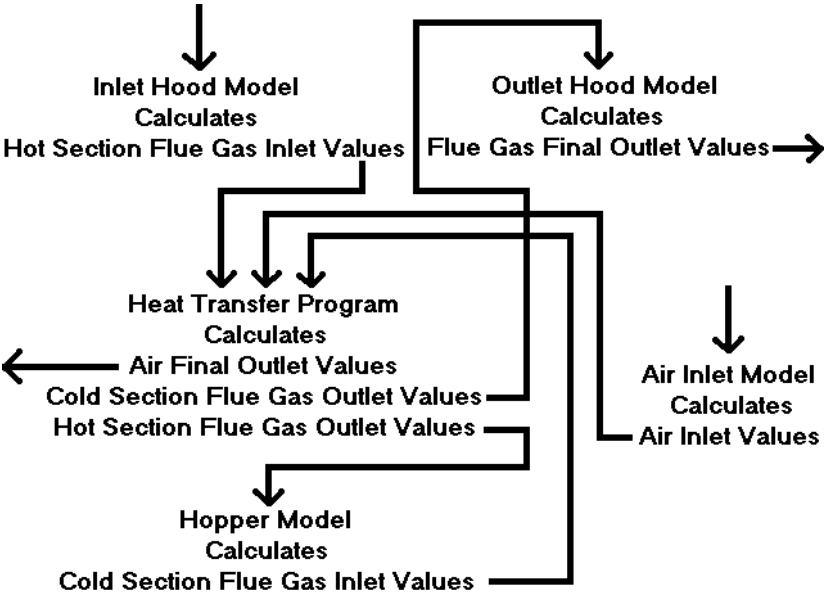 Inlet Hood Model
Calculates
Hot Section Flue Gas Inlet Values
Outlet Hood Model
Calculates
Flue Gas Final Outlet Values
Heat Transfer Program
Calculates
Air Final Outlet Values
Cold Section Flue Gas Outlet Values
Hot Section Flue Gas Outlet Values
Air Inlet Model
Calculates
Air Inlet Values
Hopper Model
Calculates
Cold Section Flue Gas Inlet Values